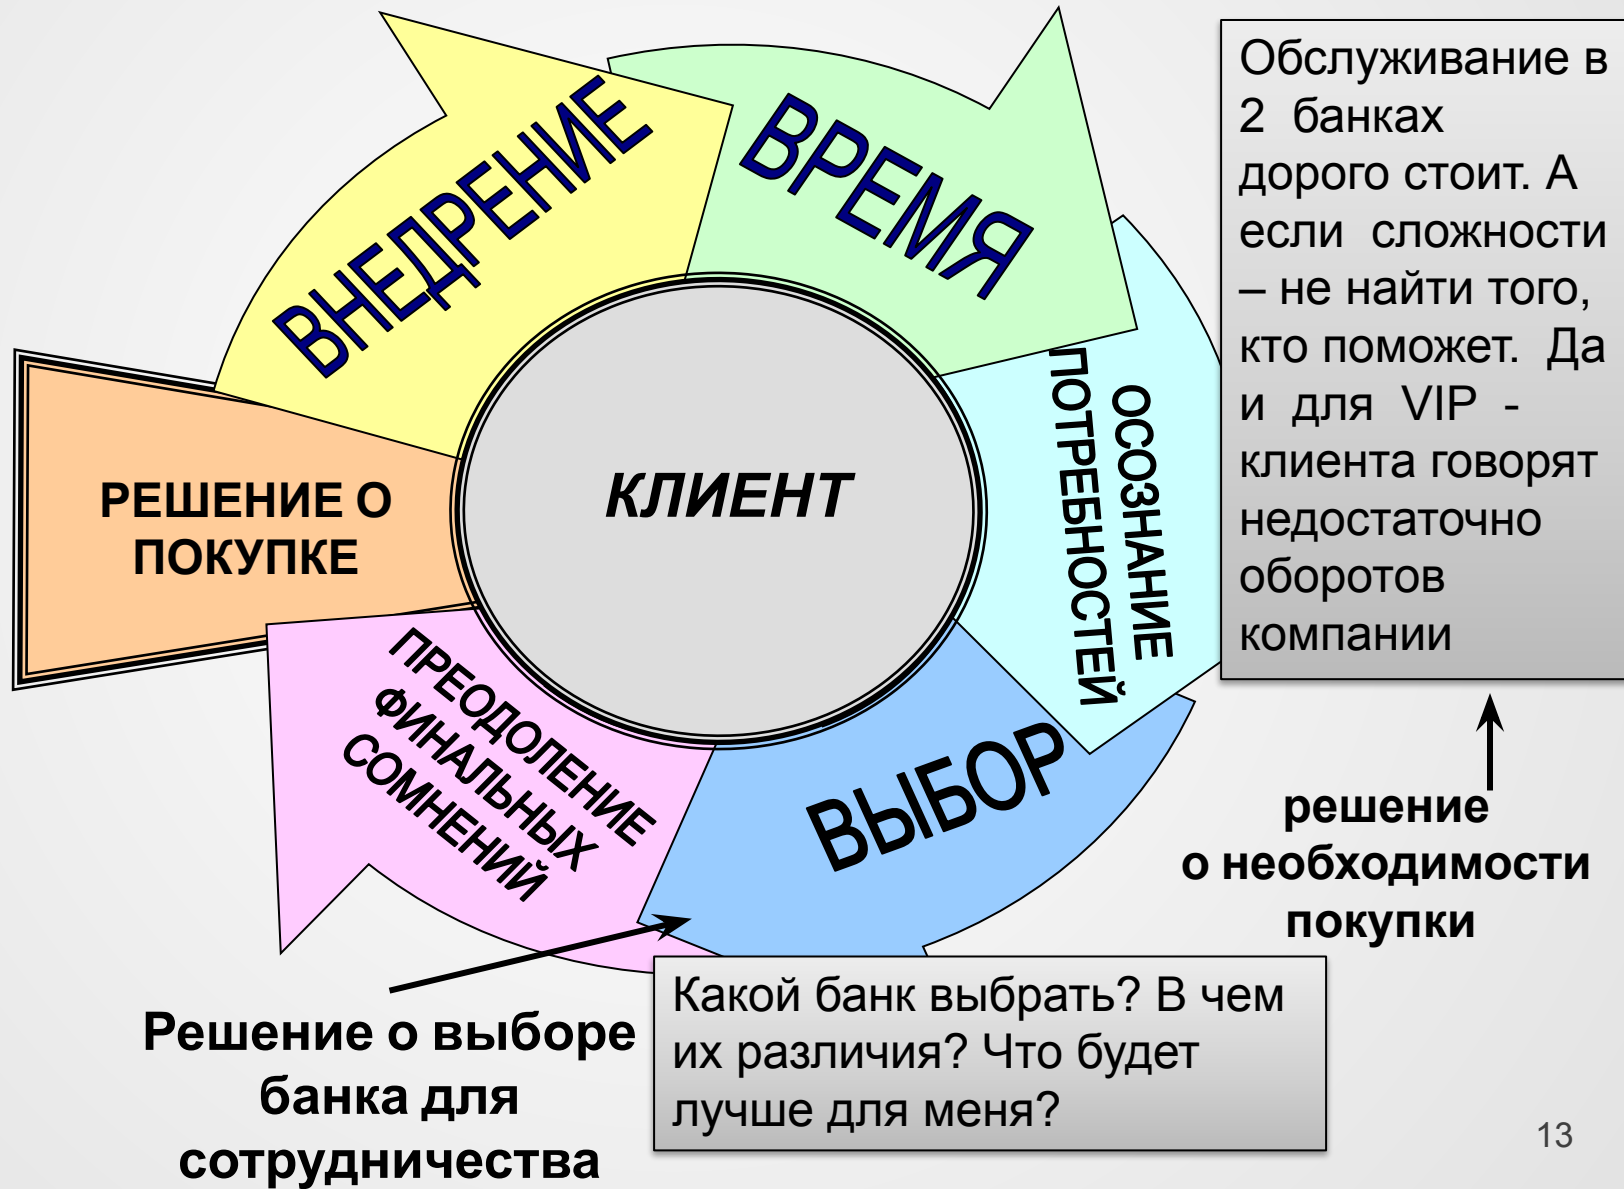 ВНЕДРЕНИЕ
ВРЕМЯ
ОСОЗНАНИЕ
ПОТРЕБНОСТЕЙ
ВЫБОР
ПРЕОДОЛЕНИЕ
ФИНАЛЬНЫХ
СОМНЕНИЙ
РЕШЕНИЕ О
ПОКУПКЕ
КЛИЕНТ
Обслуживание в
2 банках
дорого стоит. А
если сложности
– не найти того,
кто поможет. Да
и для VIP -
клиента говорят
недостаточно
оборотов
компании
решение
о необходимости
покупки
Решение о выборе
банка для
сотрудничества
Какой банк выбрать? В чем
их различия? Что будет
лучше для меня?
13